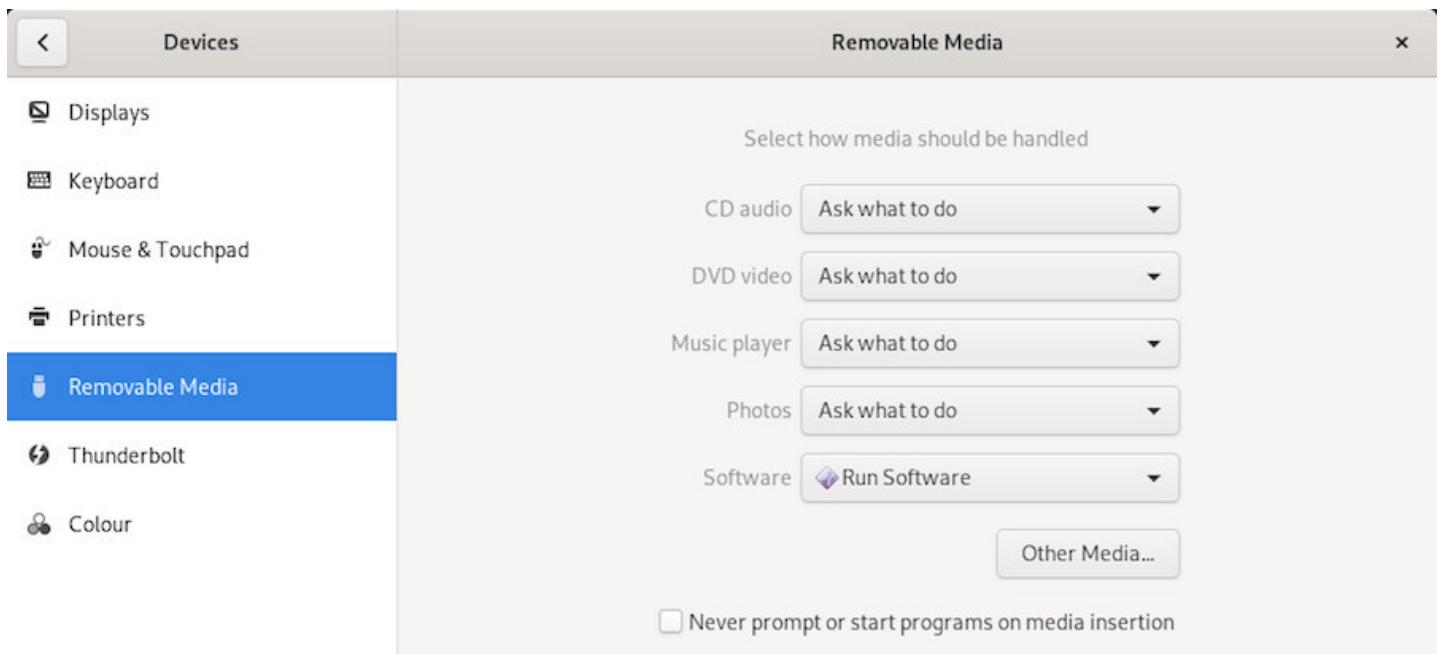 Devices
Removable Media
Displays
Keyboard
Mouse & Touchpad
Printers
Removable Media
Thunderbolt
Colour
Select how media should be handled
CD audio Ask what to do
DVD video Ask what to do
Music player Ask what to do
Photos Ask what to do
Software Run Software
Other Media...
Never prompt or start programs on media insertion